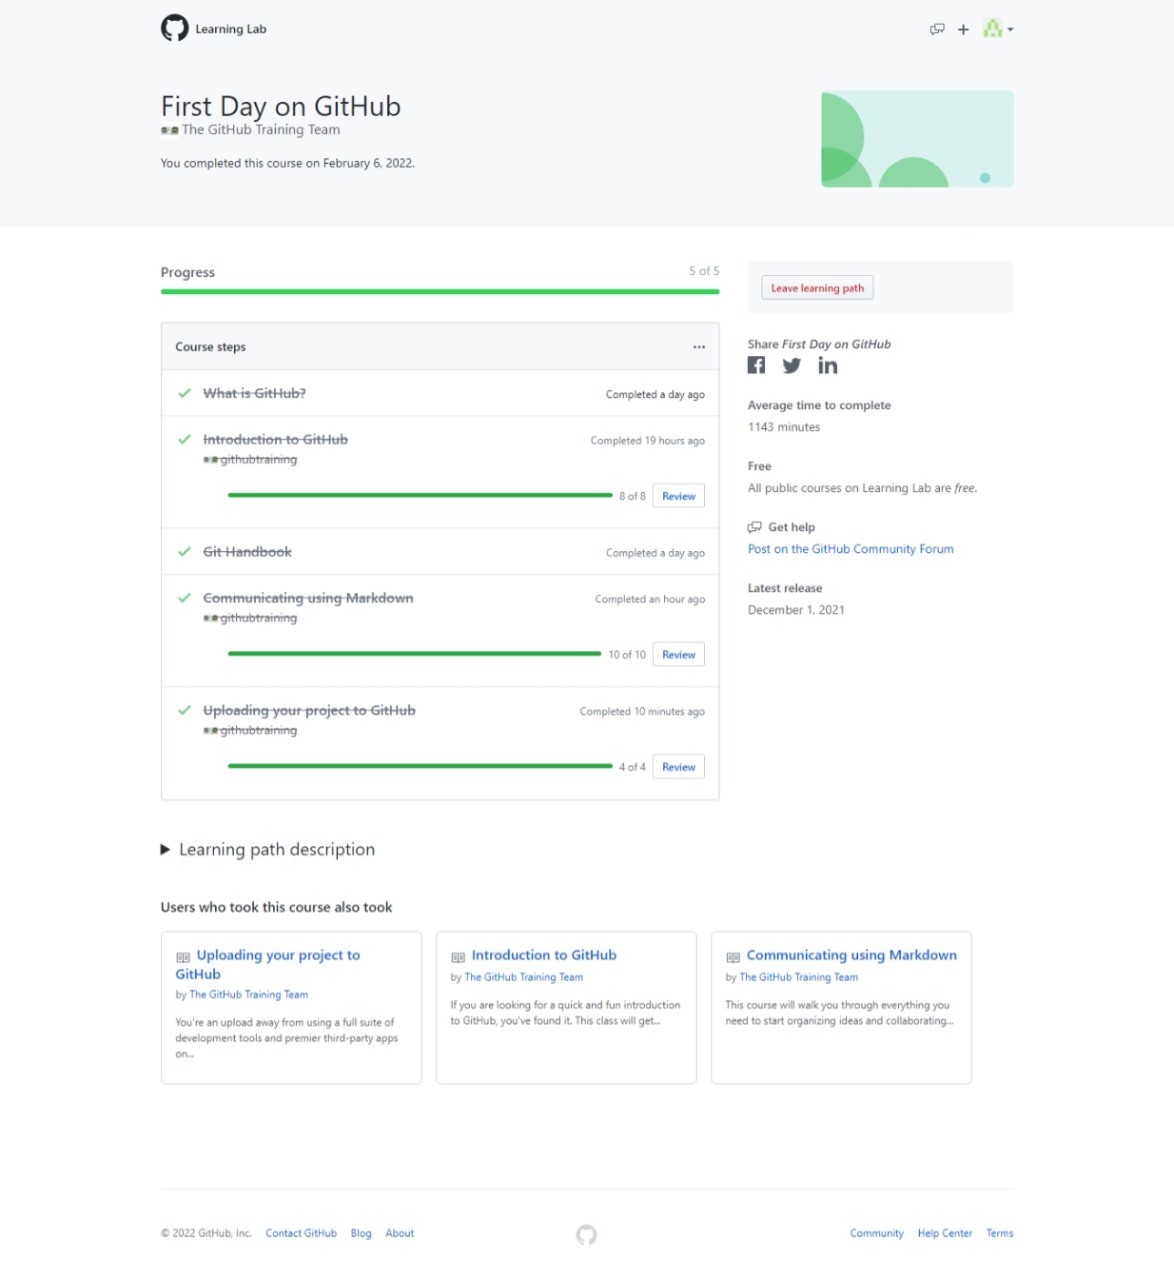 Learning Lab
First Day on GitHub
The GitHub Training Team
You completed this course on February 6, 2022.
Progress
5 of 5
Course steps
...
What is GitHub?
Completed a day ago
Introduction to GitHub
Completed 19 hours ago
githubtraining
8 of 8
Review
Git Handbook
Completed a day ago
Communicating using Markdown
Completed an hour ago
githubtraining
10 of 10
Review
Uploading your project to GitHub
Completed 10 minutes ago
githubtraining
4 of 4
Review
Leave learning path
Share First Day on GitHub
Average time to complete
1143 minutes
Free
All public courses on Learning Lab are free.
Get help
Post on the GitHub Community Forum
Latest release
December 1, 2021
Learning path description
Users who took this course also took
Uploading your project to
GitHub
by The GitHub Training Team
You're an upload away from using a full suite of
development tools and premier third-party apps
on...
Introduction to GitHub
by The GitHub Training Team
If you are looking for a quick and fun introduction
to GitHub, you've found it. This class will get...
Communicating using Markdown
by The GitHub Training Team
This course will walk you through everything you
need to start organizing ideas and collaborating...
© 2022 GitHub, Inc. Contact GitHub Blog About
Community Help Center Terms